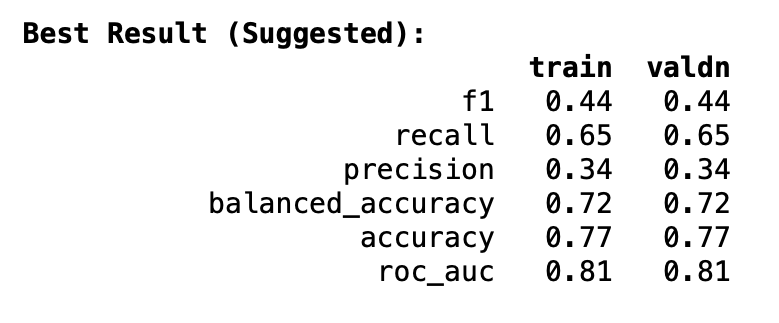 Best Result (Suggested):
train valdn
f1 0.44 0.44
recall 0.65 0.65
precision 0.34 0.34
balanced_accuracy 0.72 0.72
accuracy 0.77 0.77
roc_auc 0.81 0.81